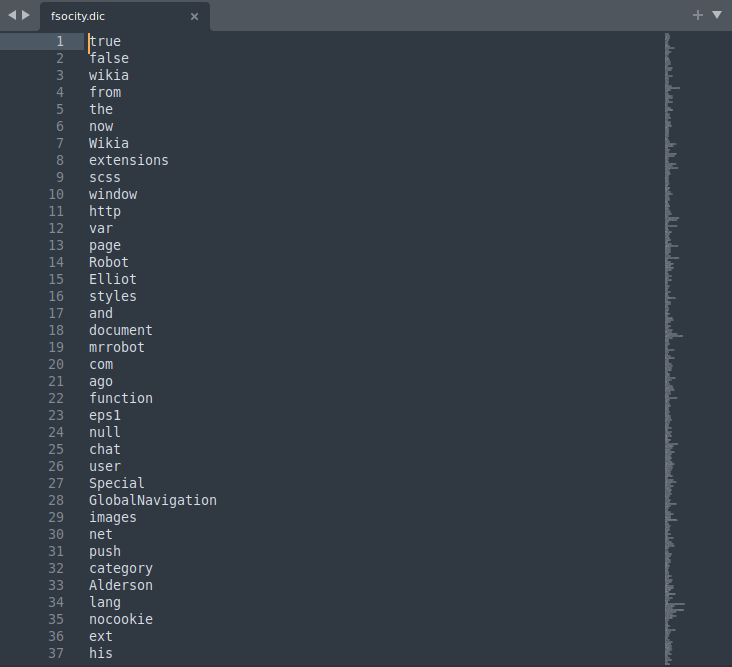 fsocity.dic
1 true
2 false
3 wikia
4 from
5 the
6 now
7 Wikia
8 extensions
9 scss
10 window
11 http
12 var
13 page
14 Robot
15 Elliot
16 styles
17 and
18 document
19 mrrobot
20 com
21 ago
22 function
23 eps1
24 null
25 chat
26 user
27 Special
28 GlobalNavigation
29 images
30 net
31 push
32 category
33 Alderson
34 lang
35 nocookie
36 ext
37 his